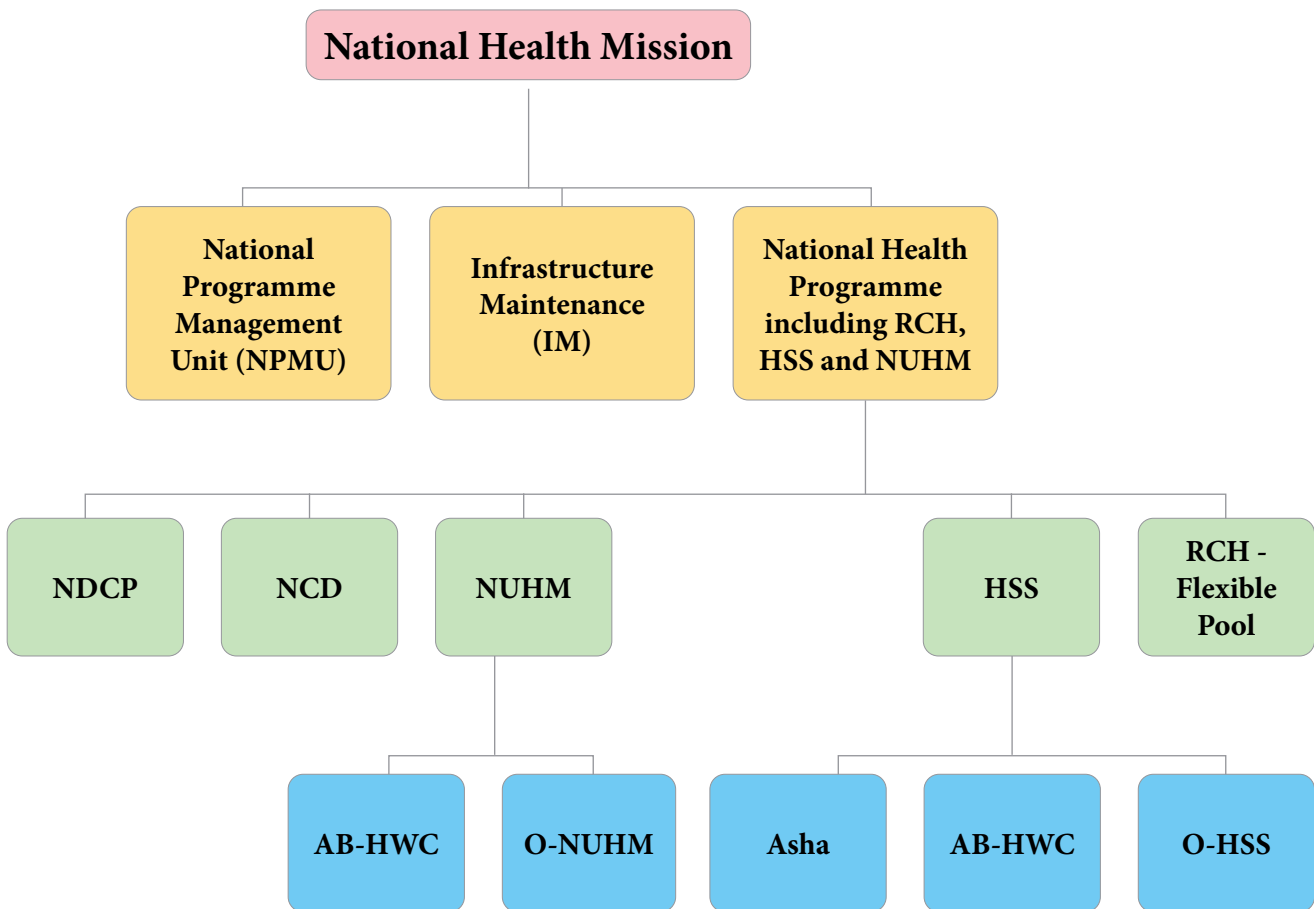 National Health Mission
National
Programme
Management
Unit (NPMU)
Infrastructure
Maintenance
(IM)
National Health
Programme
including RCH,
HSS and NUHM
NDCP
NCD
NUHM
HSS
RCH -
Flexible
Pool
AB-HWC
O-NUHM
Asha
AB-HWC
O-HSS